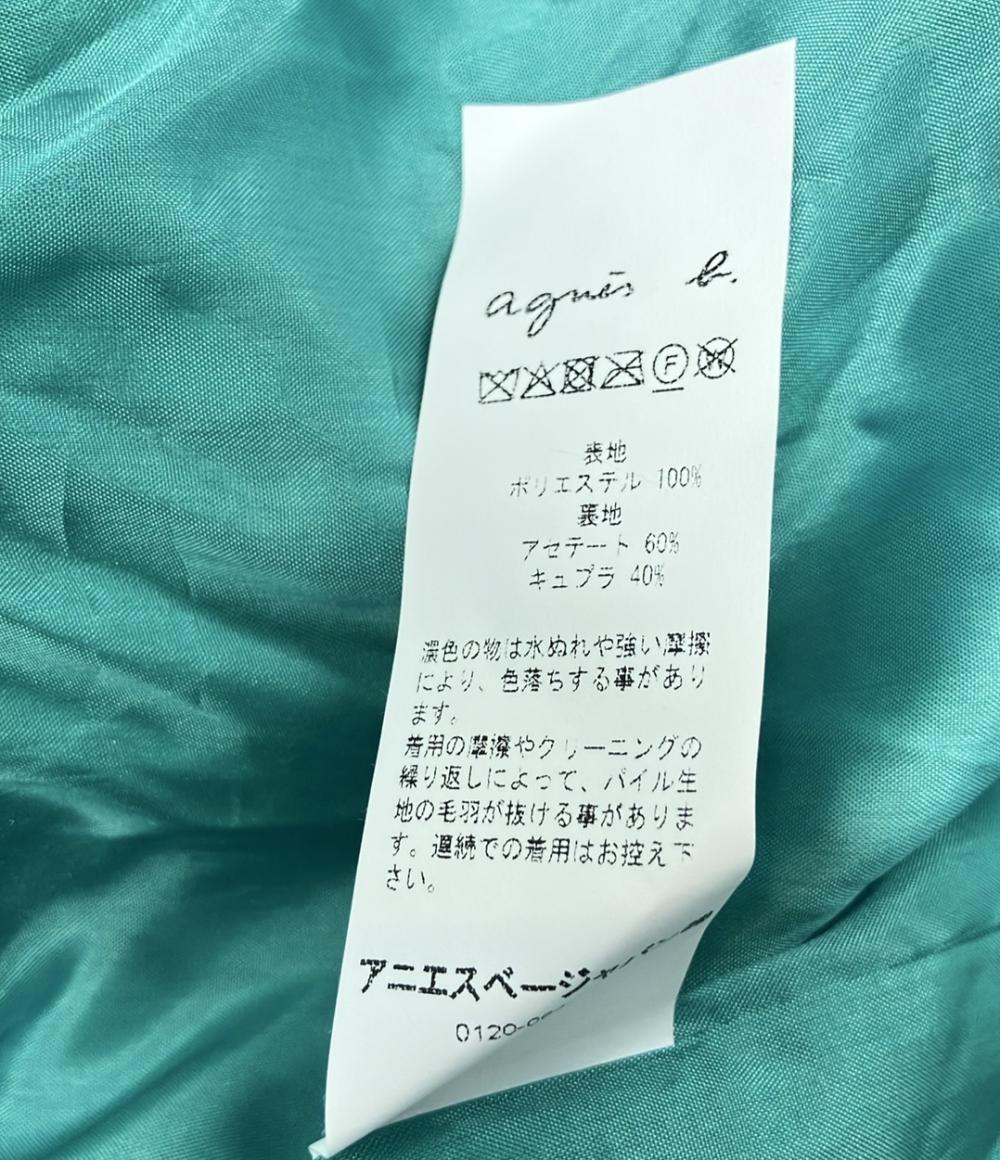 agnès b.
F W
表地
ポリエステル 100%
裏地
アセテート 60%
キュプラ 40%
濃色の物は水ぬれや強い摩擦
により、色落ちする事があり
ます。
着用の摩擦やクリーニングの
繰り返しによって、パイル生
地の毛羽が抜ける事がありま
す。連続での着用はお控え下
さい。
アニエスベージャパン
0120-